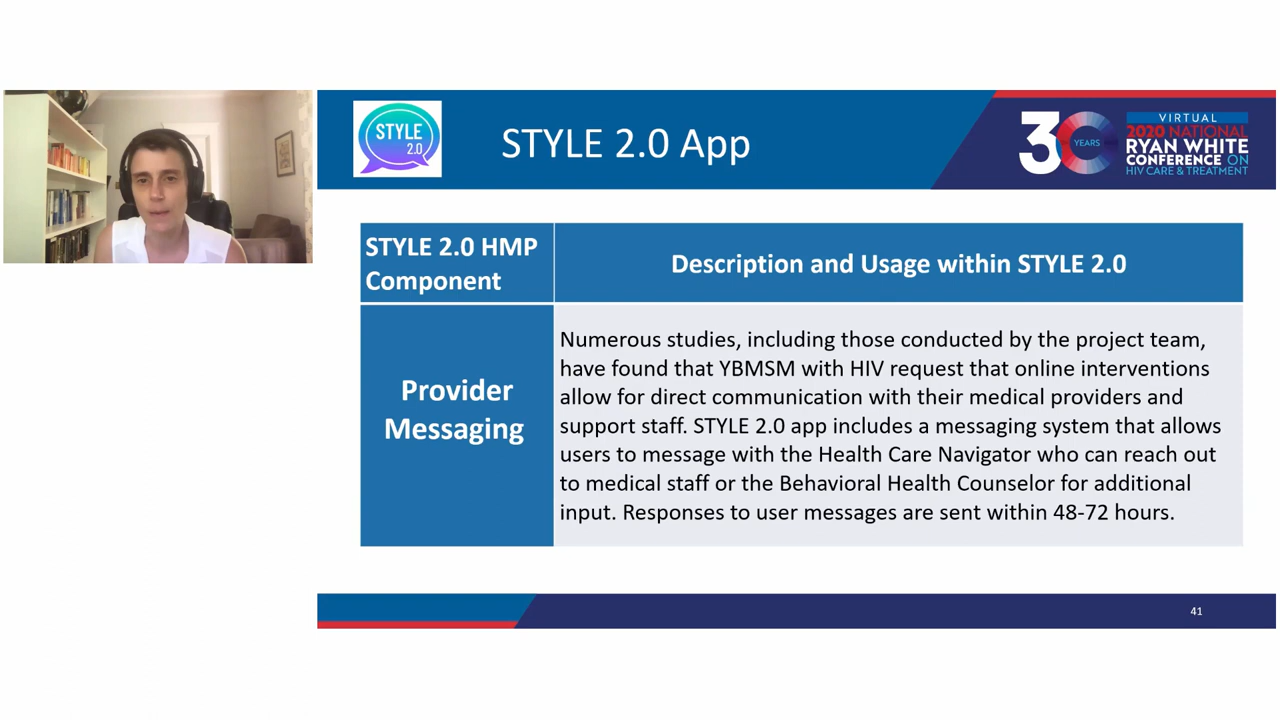 STYLE
2.0
STYLE 2.0 App
30
YEARS
VIRTUAL
2020 NATIONAL
RYAN WHITE
CONFERENCE ON
HIV CARE & TREATMENT
STYLE 2.0 HMP
Component
Description and Usage within STYLE 2.0
Provider
Messaging
Numerous studies, including those conducted by the project team,
have found that YBMSM with HIV request that online interventions
allow for direct communication with their medical providers and
support staff. STYLE 2.0 app includes a messaging system that allows
users to message with the Health Care Navigator who can reach out
to medical staff or the Behavioral Health Counselor for additional
input. Responses to user messages are sent within 48-72 hours.
41